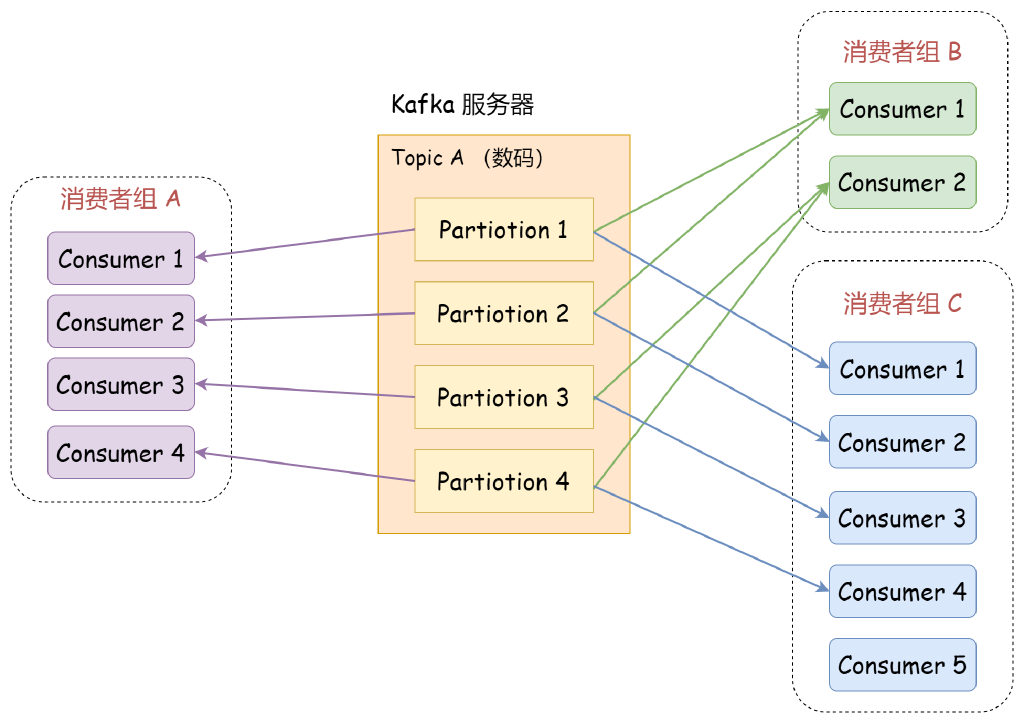 Kafka 服务器
Topic A （数码）
Partiotion 1
Partiotion 2
Partiotion 3
Partiotion 4
消费者组 A
Consumer 1
Consumer 2
Consumer 3
Consumer 4
消费者组 B
Consumer 1
Consumer 2
消费者组 C
Consumer 1
Consumer 2
Consumer 3
Consumer 4
Consumer 5